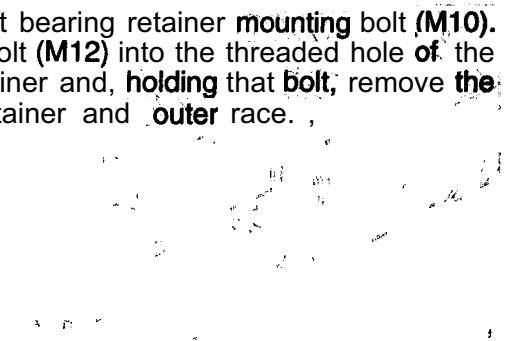 t bearing retainer mounting bolt (M10).
olt (M12) into the threaded hole of the
iner and, holding that bolt, remove the
tainer and outer race. ,